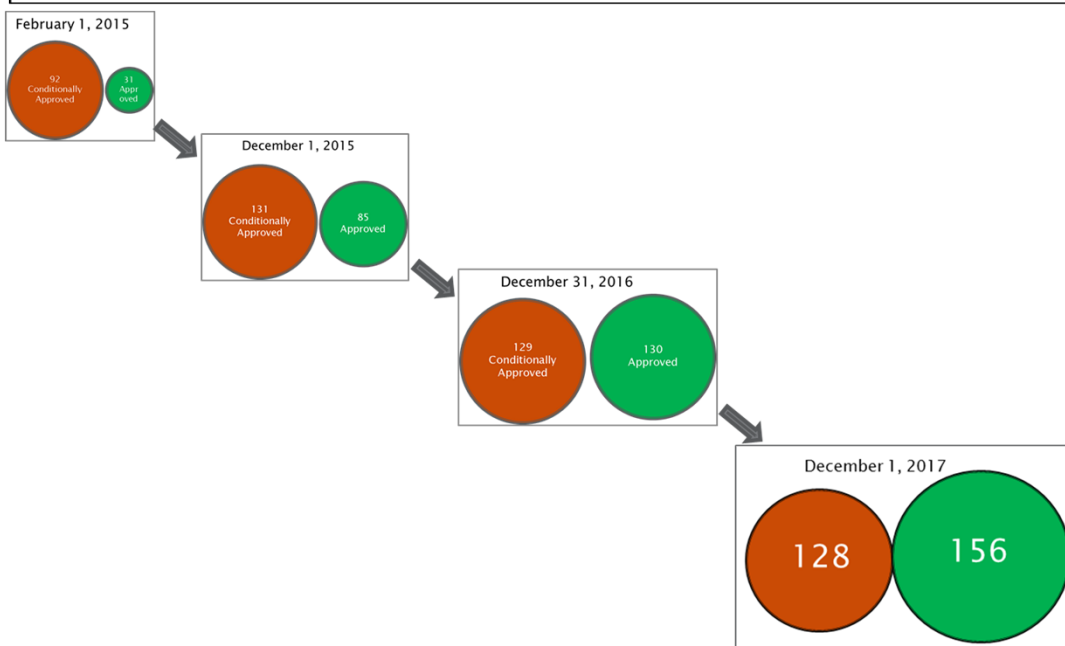 February 1, 2015
92
Conditionally
Approved
31
Appr
oved
December 1, 2015
131
Conditionally
Approved
85
Approved
December 31, 2016
129
Conditionally
Approved
130
Approved
December 1, 2017
128
156